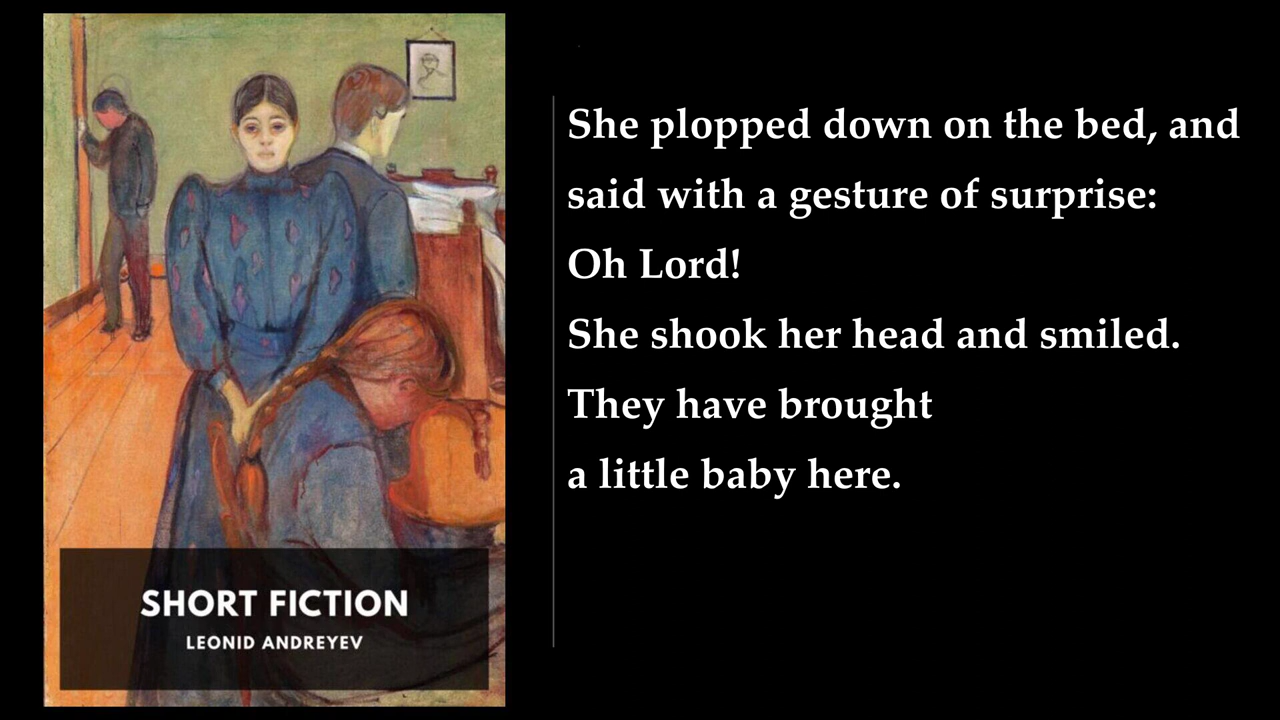 She plopped down on the bed, and
said with a gesture of surprise:
Oh Lord!
She shook her head and smiled.
They have brought
a little baby here.
SHORT FICTION
LEONID ANDREYEV